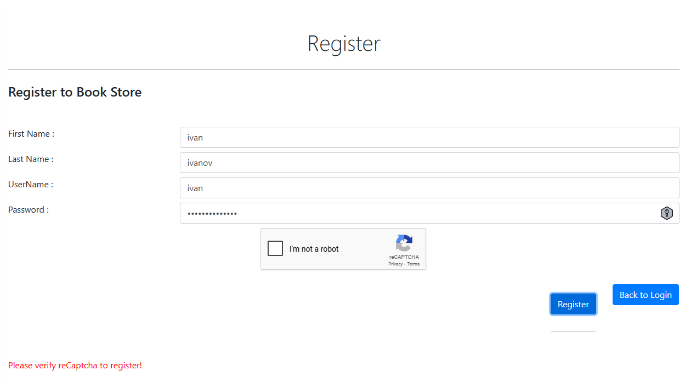 Register
Register to Book Store
First Name :
ivan
Last Name :
ivanov
UserName :
ivan
Password :
••••••••••••••
I'm not a robot
reCAPTCHA
Privacy - Terms
Back to Login
Register
Please verify reCaptcha to register!